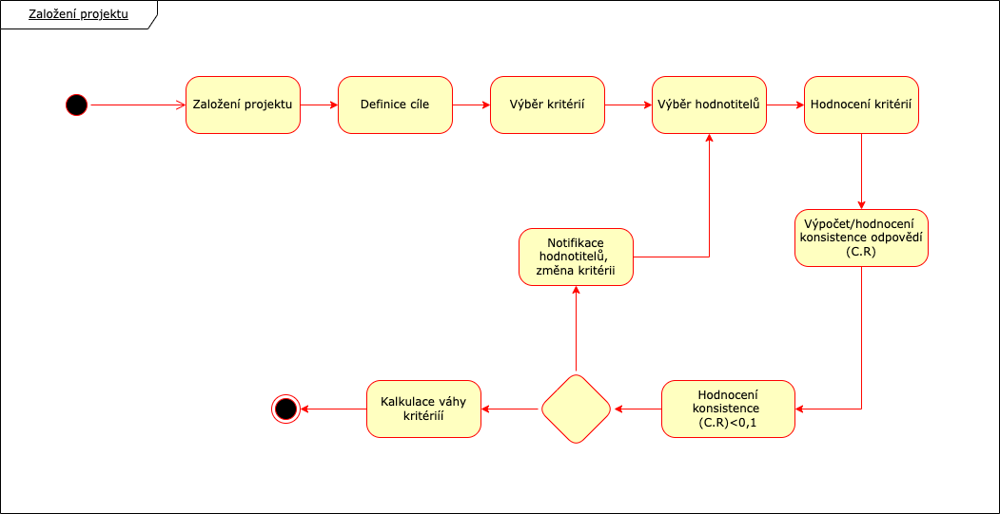 Založení projektu
Založení projektu
Definice cíle
Výběr kritérií
Výběr hodnotitelů
Hodnocení kritérií
Výpočet/hodnocení
konsistence odpovědí
(C.R)
Notifikace
hodnotitelů,
změna kritérii
Kalkulace váhy
kritériíí
Hodnocení
konsistence
(C.R)<0,1